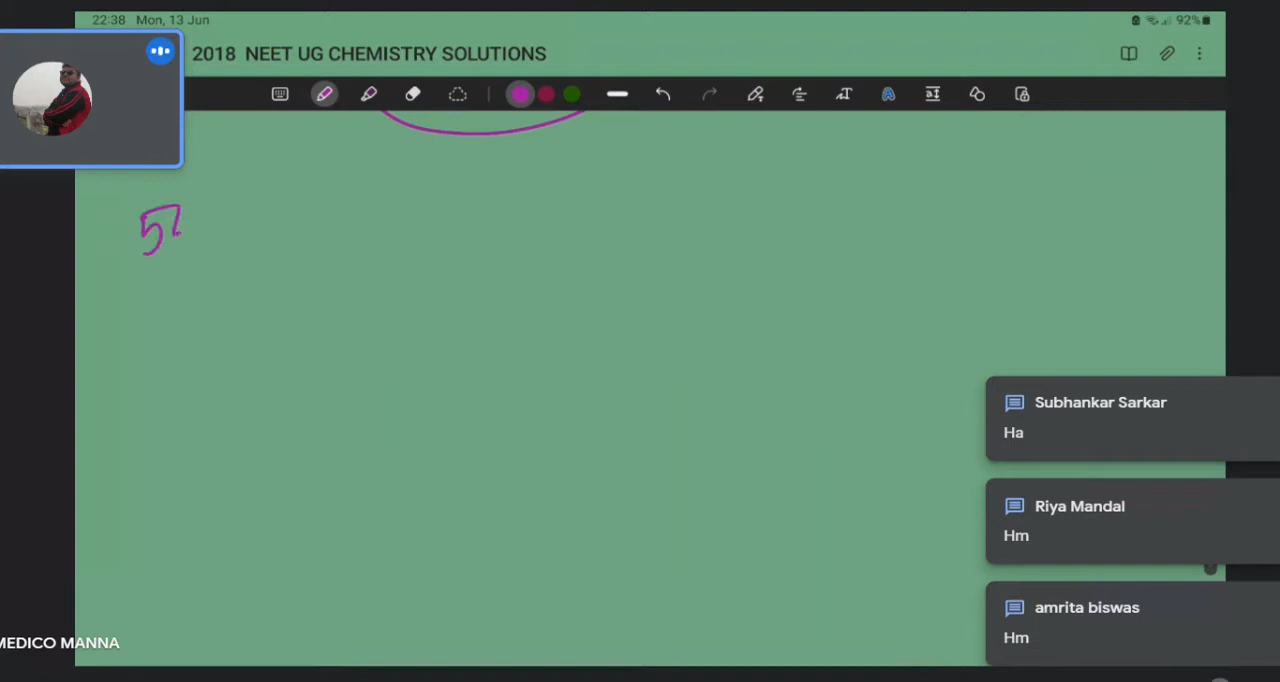 22:38 Mon, 13 Jun
92%
2018 NEET UG CHEMISTRY SOLUTIONS
Subhankar Sarkar
Ha
Riya Mandal
Hm
amrita biswas
Hm
MEDICO MANNA